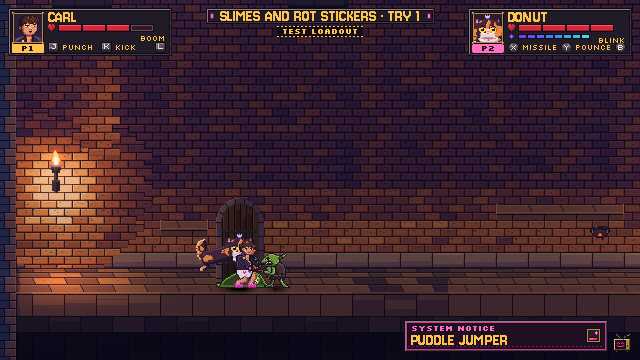 CARL
BOOM
P1 J PUNCH K KICK L
SLIMES AND ROT STICKERS · TRY 1
TEST LOADOUT
DONUT
BLINK
P2 X MISSILE Y POUNCE B
SYSTEM NOTICE
PUDDLE JUMPER